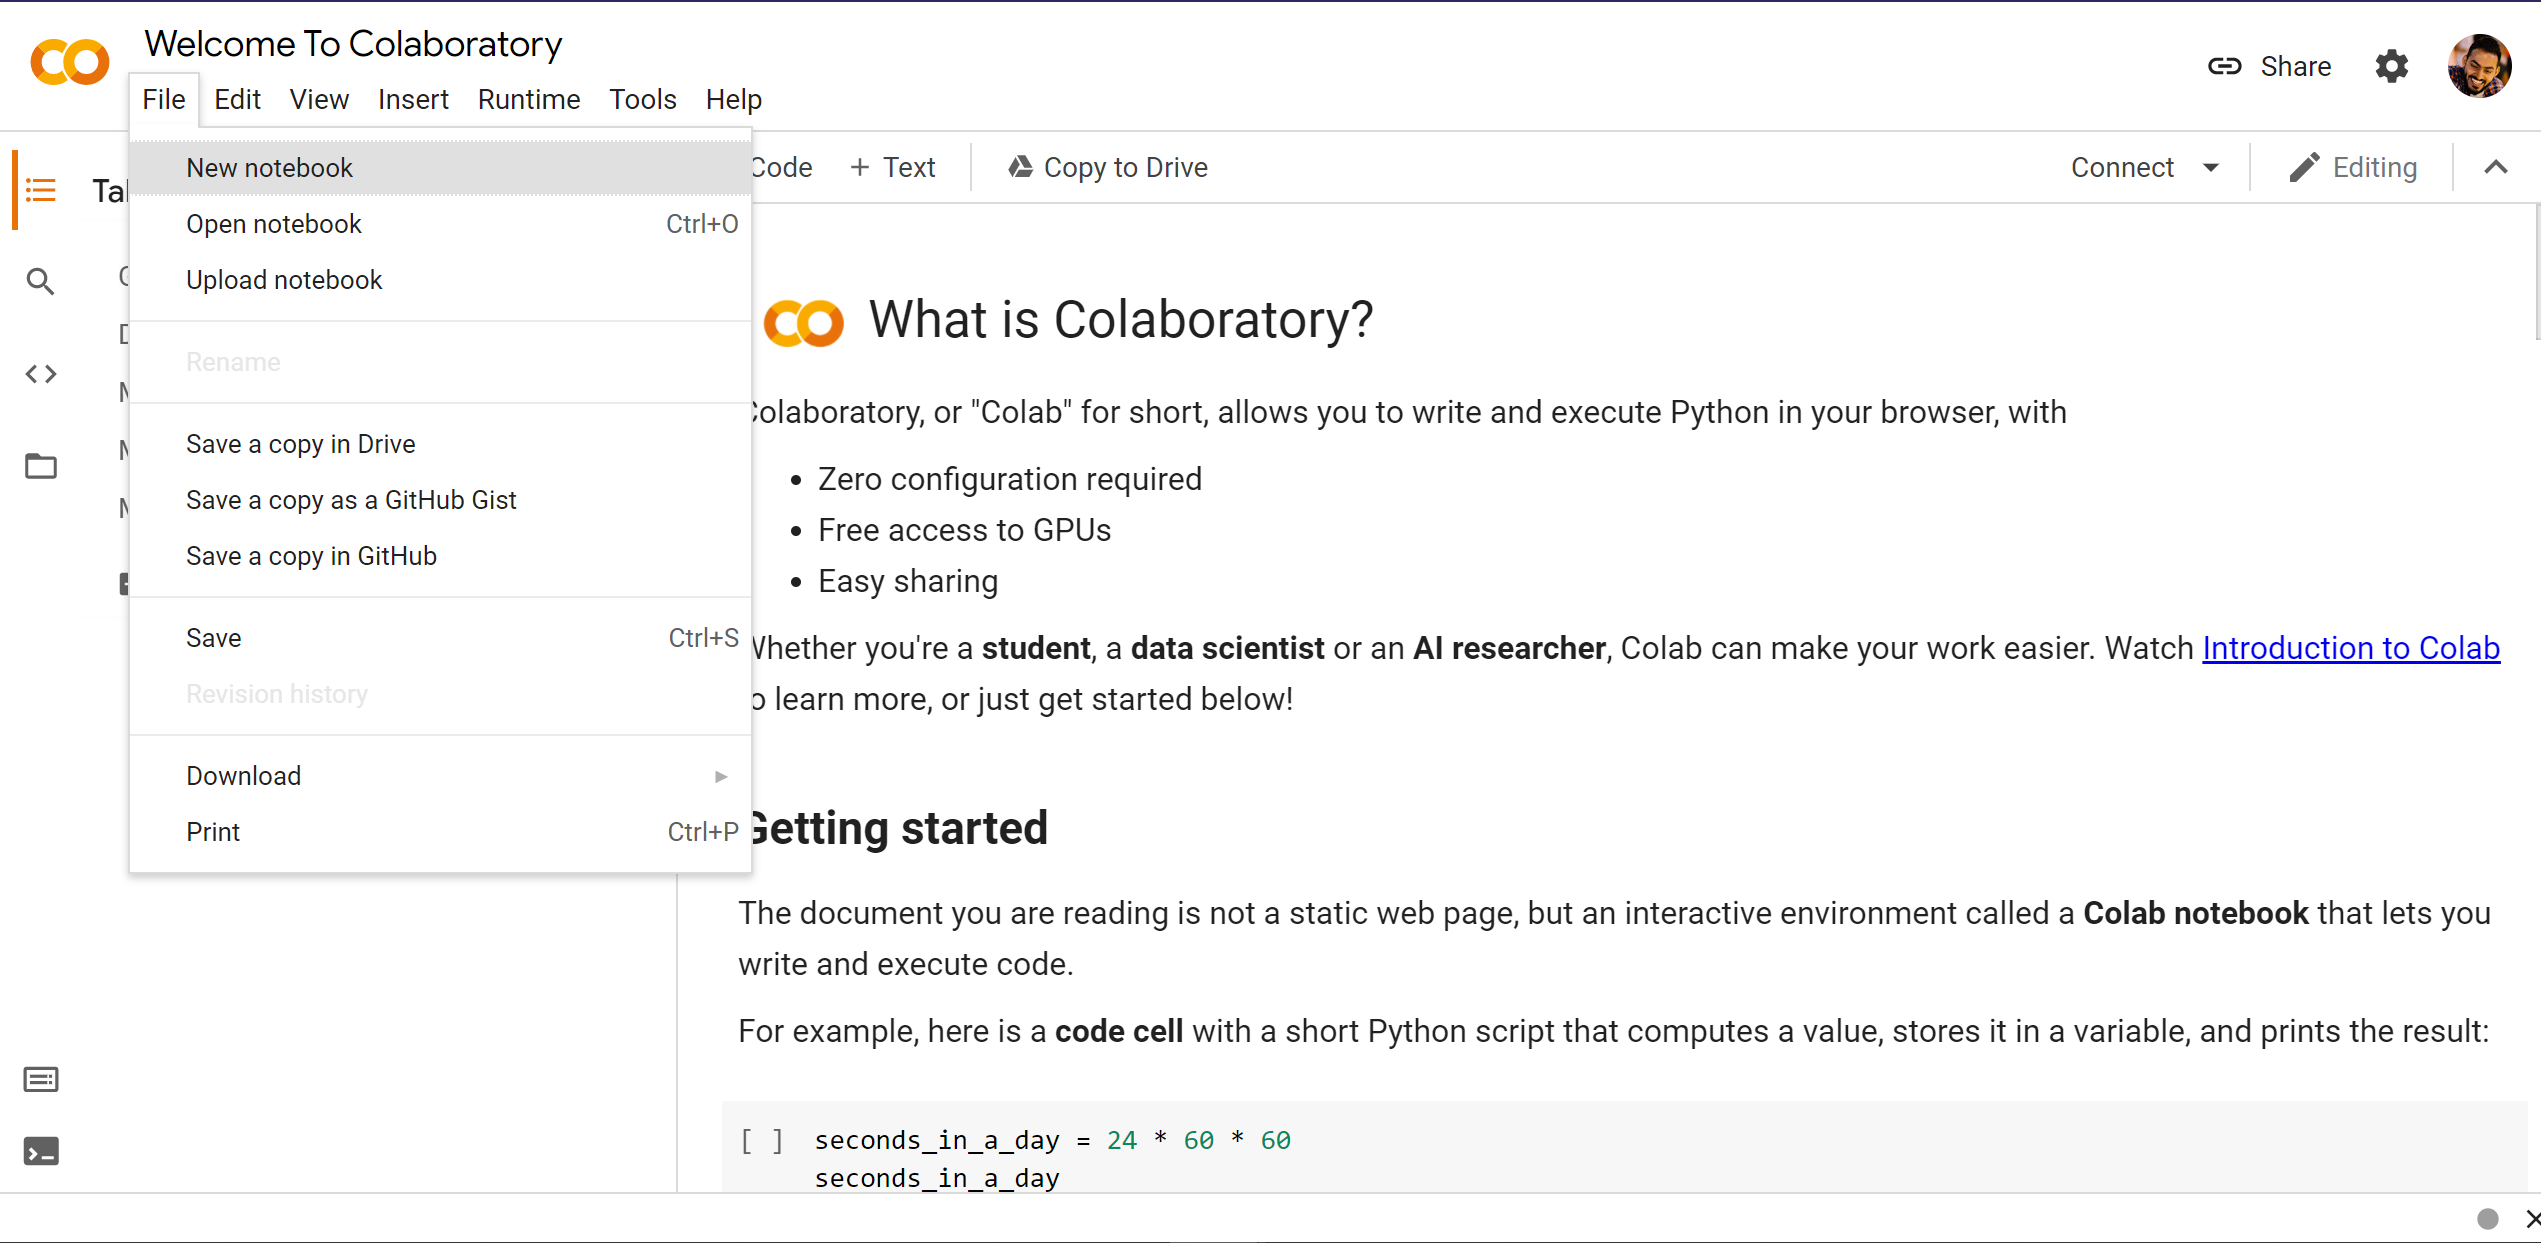 Welcome To Colaboratory
File Edit View Insert Runtime Tools Help
Share
New notebook
Open notebook Ctrl+O
Upload notebook
Rename
Save a copy in Drive
Save a copy as a GitHub Gist
Save a copy in GitHub
Save Ctrl+S
Revision history
Download
Print Ctrl+P
Code + Text Copy to Drive
Connect Editing
What is Colaboratory?
Colaboratory, or "Colab" for short, allows you to write and execute Python in your browser, with
• Zero configuration required
• Free access to GPUs
• Easy sharing
Whether you're a student, a data scientist or an AI researcher, Colab can make your work easier. Watch Introduction to Colab
to learn more, or just get started below!
Getting started
The document you are reading is not a static web page, but an interactive environment called a Colab notebook that lets you
write and execute code.
For example, here is a code cell with a short Python script that computes a value, stores it in a variable, and prints the result:
[ ] seconds_in_a_day = 24 * 60 * 60
seconds_in_a_day